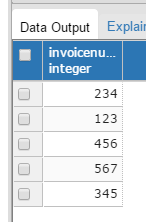 Data Output Explai
invoicenu...
integer
234
123
456
567
345